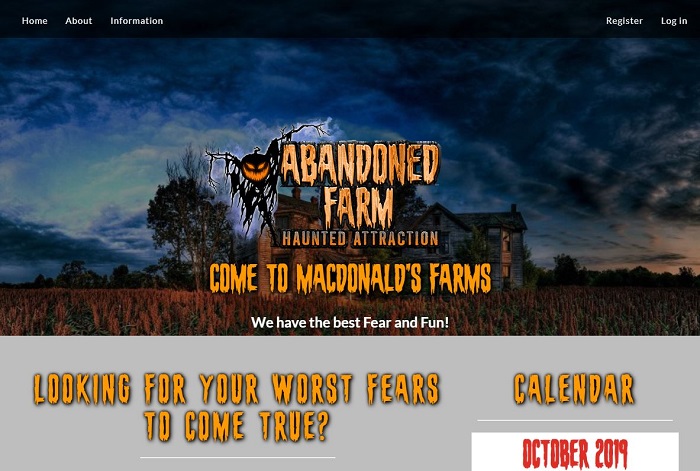 Home About Information Register Log in
ABANDONED
FARM
HAUNTED ATTRACTION
COME TO MACDONALD'S FARMS
We have the best Fear and Fun!
LOOKING FOR YOUR WORST FEARS
TO COME TRUE?
CALENDAR
OCTOBER 2019